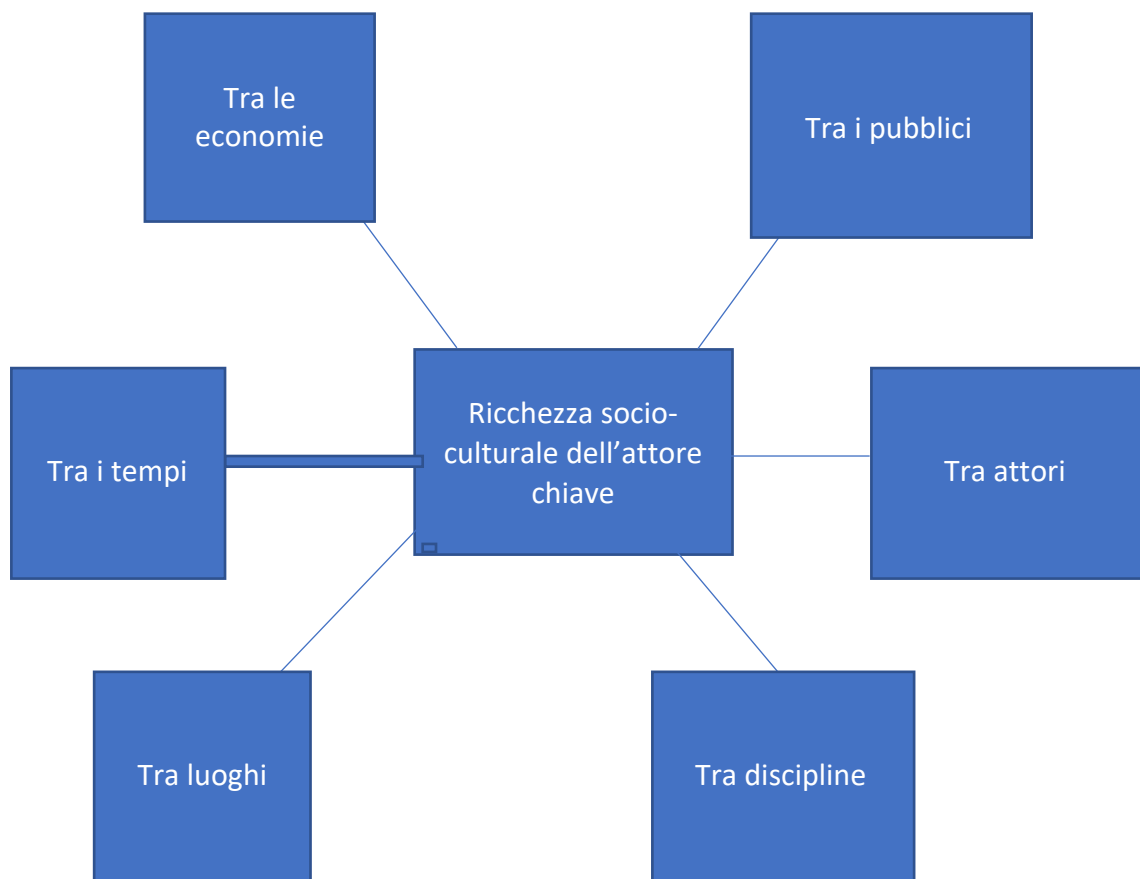 Tra le
economie
Tra i pubblici
Ricchezza socio-
culturale dell’attore
chiave
Tra i tempi
Tra attori
Tra luoghi
Tra discipline